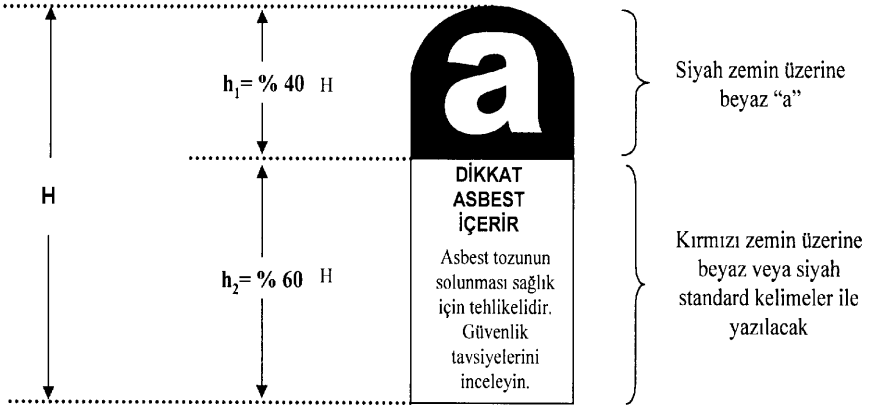 H
h₁= % 40 H
h₂= % 60 H
a
DİKKAT
ASBEST
İÇERİR
Asbest tozunun
solunması sağlık
için tehlikelidir.
Güvenlik
tavsiyelerini
inceleyin.
Siyah zemin üzerine
beyaz “a”
Kırmızı zemin üzerine
beyaz veya siyah
standard kelimeler ile
yazılacak